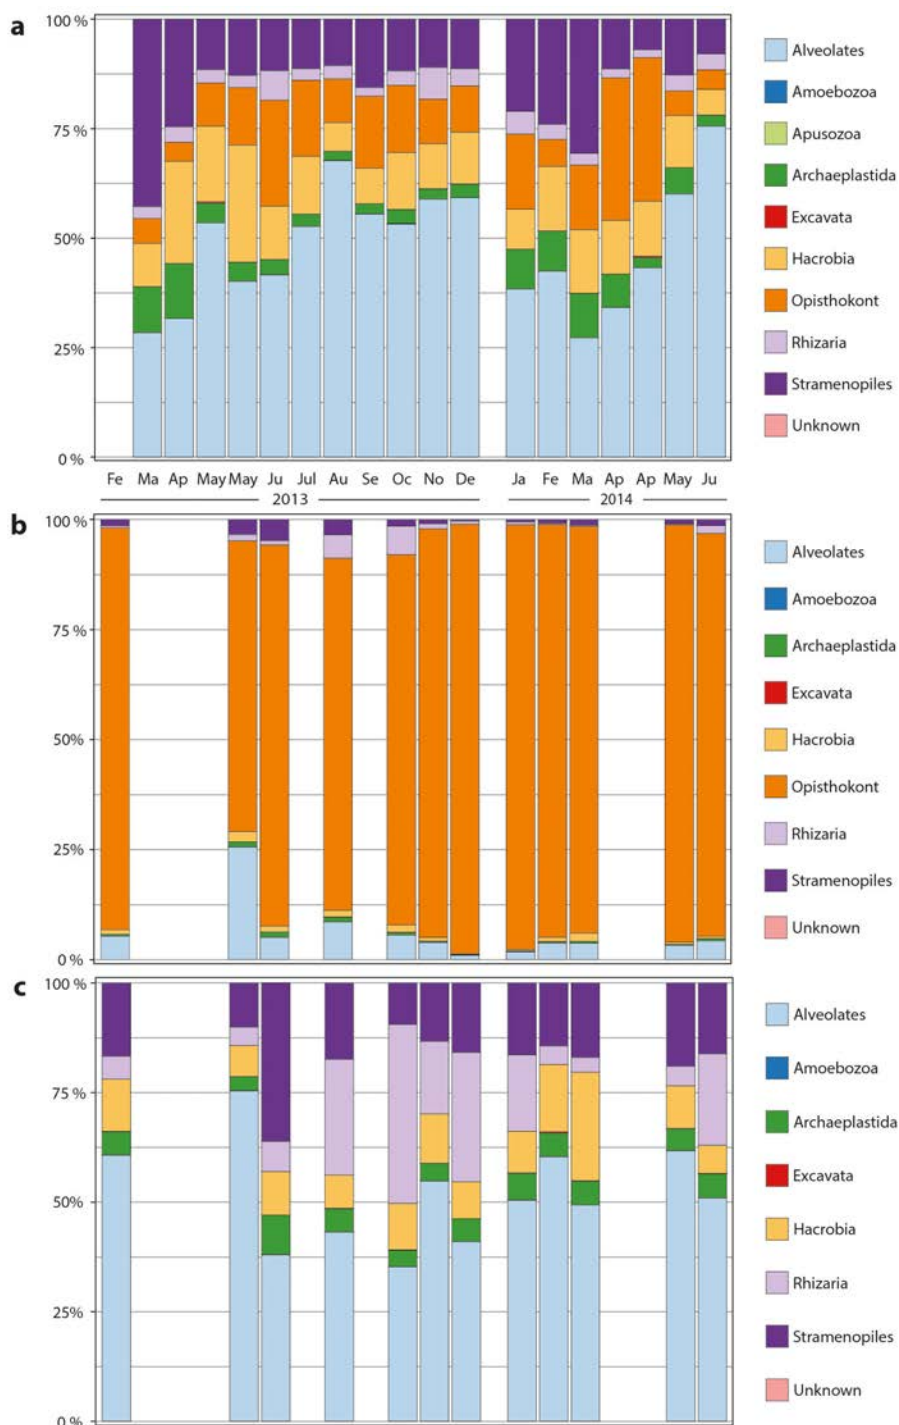 a
100 %
75 %
50%
25%
0 %
Alveolates
Amoebozoa
Apusozoa
Archaeplastida
Excavata
Hacrobia
Opisthokont
Rhizaria
Stramenopiles
Unknown
Fe Ma Ap May May Ju Jul Au Se Oc No De Ja Fe Ma Ap Ap May Ju
2013 2014
b
100 %
75 %
50%
25%
0 %
Alveolates
Amoebozoa
Archaeplastida
Excavata
Hacrobia
Opisthokont
Rhizaria
Stramenopiles
Unknown
c
100 %
75 %
50%
25%
0 %
Alveolates
Amoebozoa
Archaeplastida
Excavata
Hacrobia
Rhizaria
Stramenopiles
Unknown